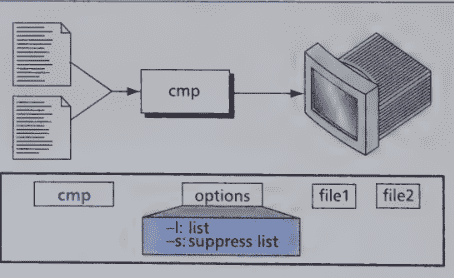 cmp
cmp options file1 file2
–l: list
–s: suppress list